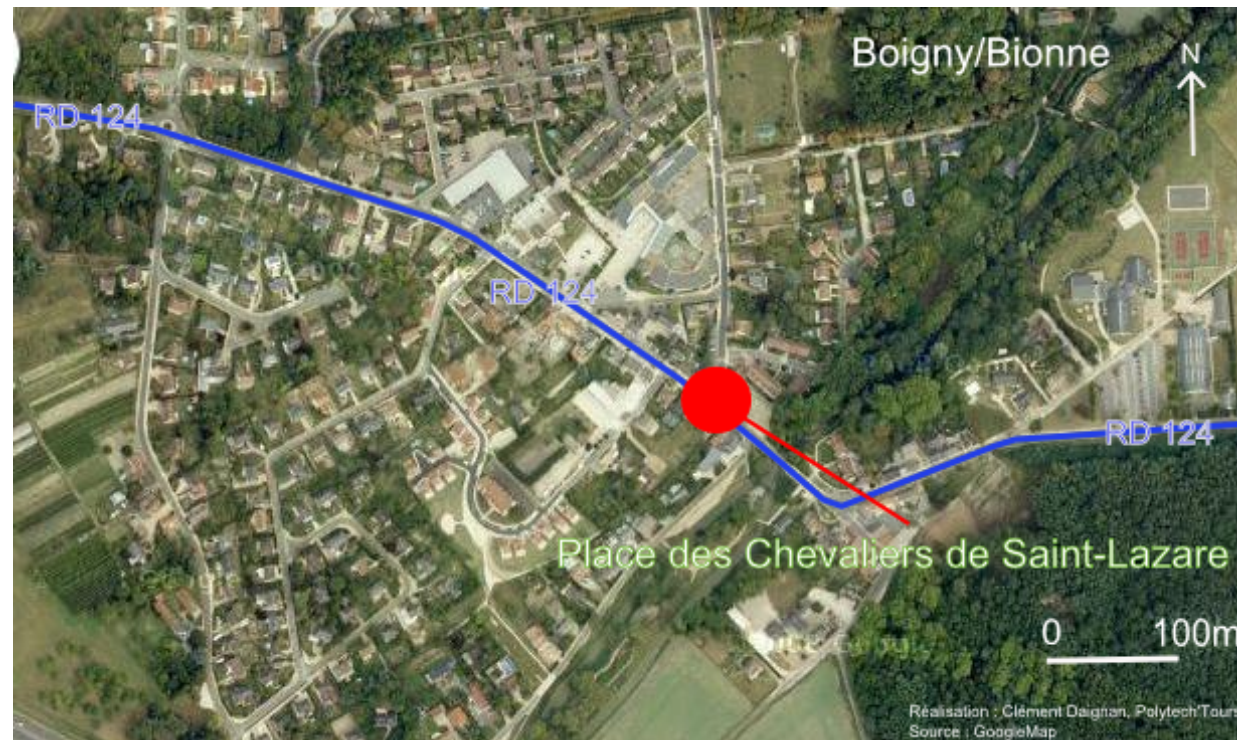 Boigny/Bionne
N
RD 124
RD 124
RD 124
Place des Chevaliers de Saint-Lazare
0 100m
Réalisation : Clément Daignan, Polytech'Tours
Source : GoogleMap